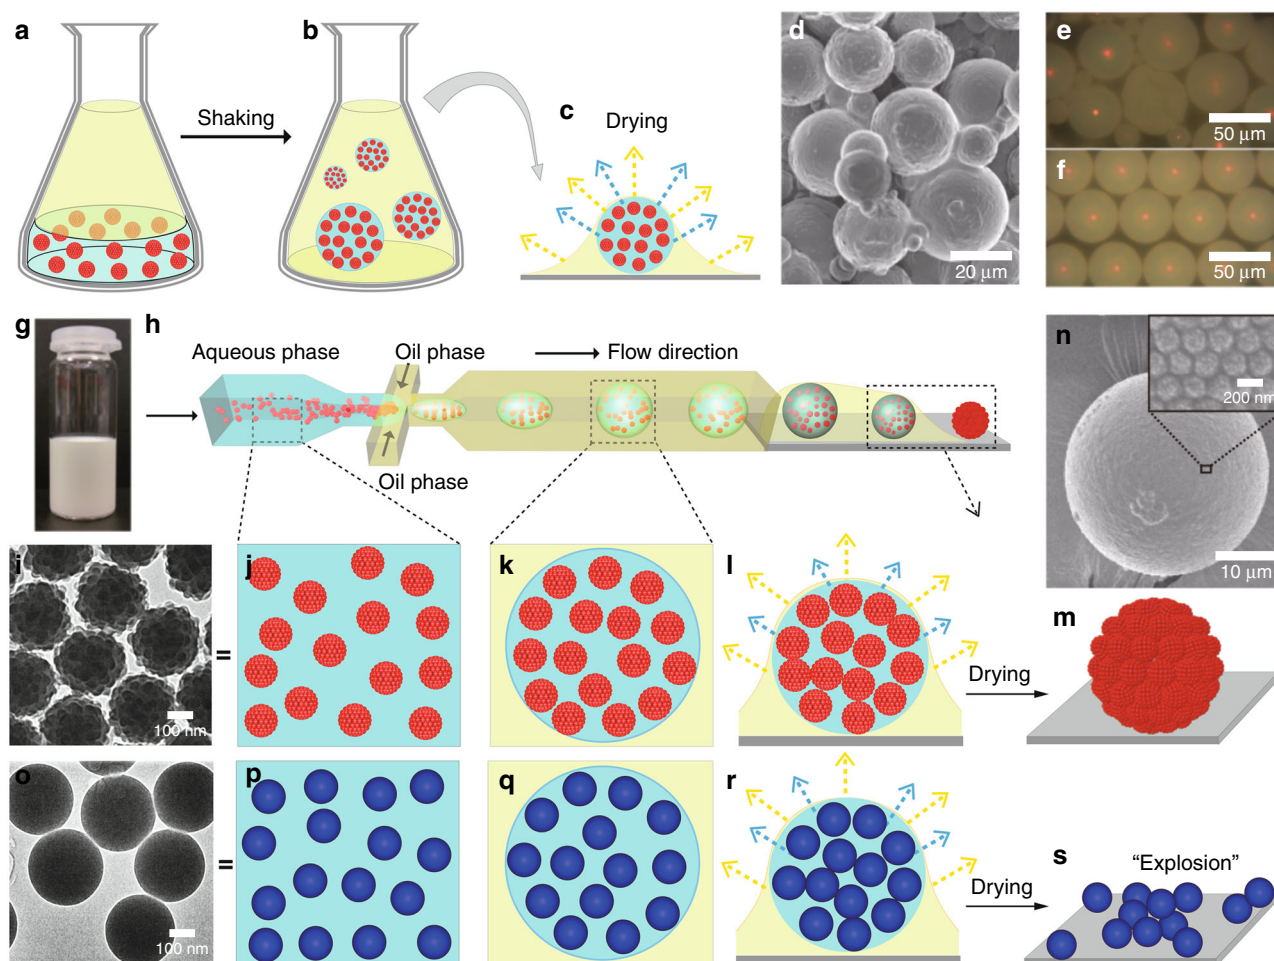 a
b
Shaking
c
Drying
d
20 μm
e
50 μm
f
50 μm
g
h
Aqueous phase
Oil phase
Flow direction
Oil phase
n
200 nm
10 μm
i
100 nm
=
j
k
l
Drying
m
o
100 nm
=
p
q
r
Drying
s
“Explosion”